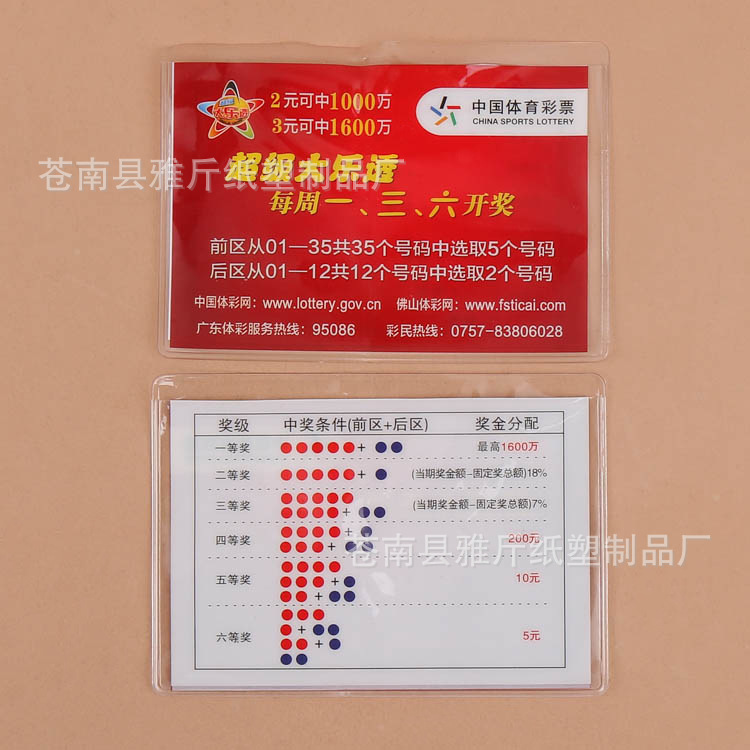 大乐透
2元可中1000万
3元可中1600万
中国体育彩票
CHINA SPORTS LOTTERY
超级大乐透
苍南县雅斤纸塑制品厂
每周一、三、六开奖
前区从01—35共35个号码中选取5个号码
后区从01—12共12个号码中选取2个号码
中国体彩网：www.lottery.gov.cn 佛山体彩网：www.fsticai.com
广东体彩服务热线：95086 彩民热线：0757-83806028
奖级 中奖条件(前区+后区) 奖金分配
一等奖 + 最高1600万
二等奖 + (当期奖金额-固定奖总额)18%
三等奖 + (当期奖金额-固定奖总额)7%
四等奖 + + 200元
苍南县雅斤纸塑制品厂
五等奖 + + 10元
六等奖 + + 5元